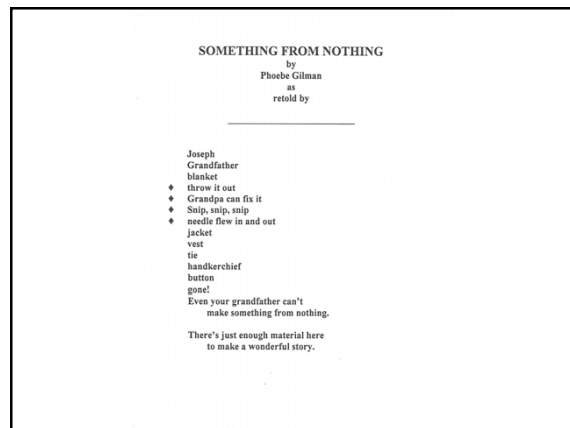 SOMETHING FROM NOTHING
by
Phoebe Gilman
as
retold by
Joseph
Grandfather
blanket
♦ throw it out
♦ Grandpa can fix it
♦ Snip, snip, snip
♦ needle flew in and out
jacket
vest
tie
handkerchief
button
gone!
Even your grandfather can't
make something from nothing.
There's just enough material here
to make a wonderful story.